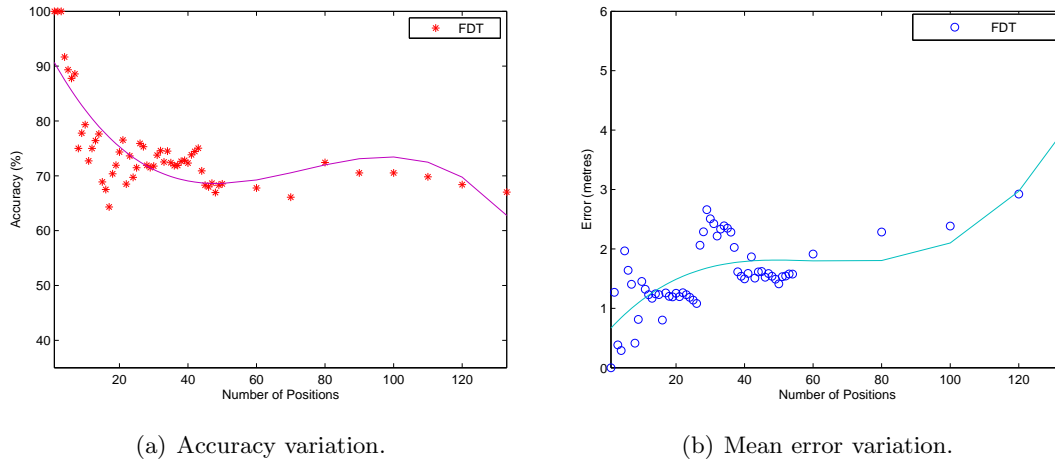 FDT
100
90
80
70
60
50
40
20 40 60 80 100 120
Accuracy (%)
Number of Positions
(a) Accuracy variation.
FDT
6
5
4
3
2
1
0
0 20 40 60 80 100 120
Error (metres)
Number of Positions
(b) Mean error variation.